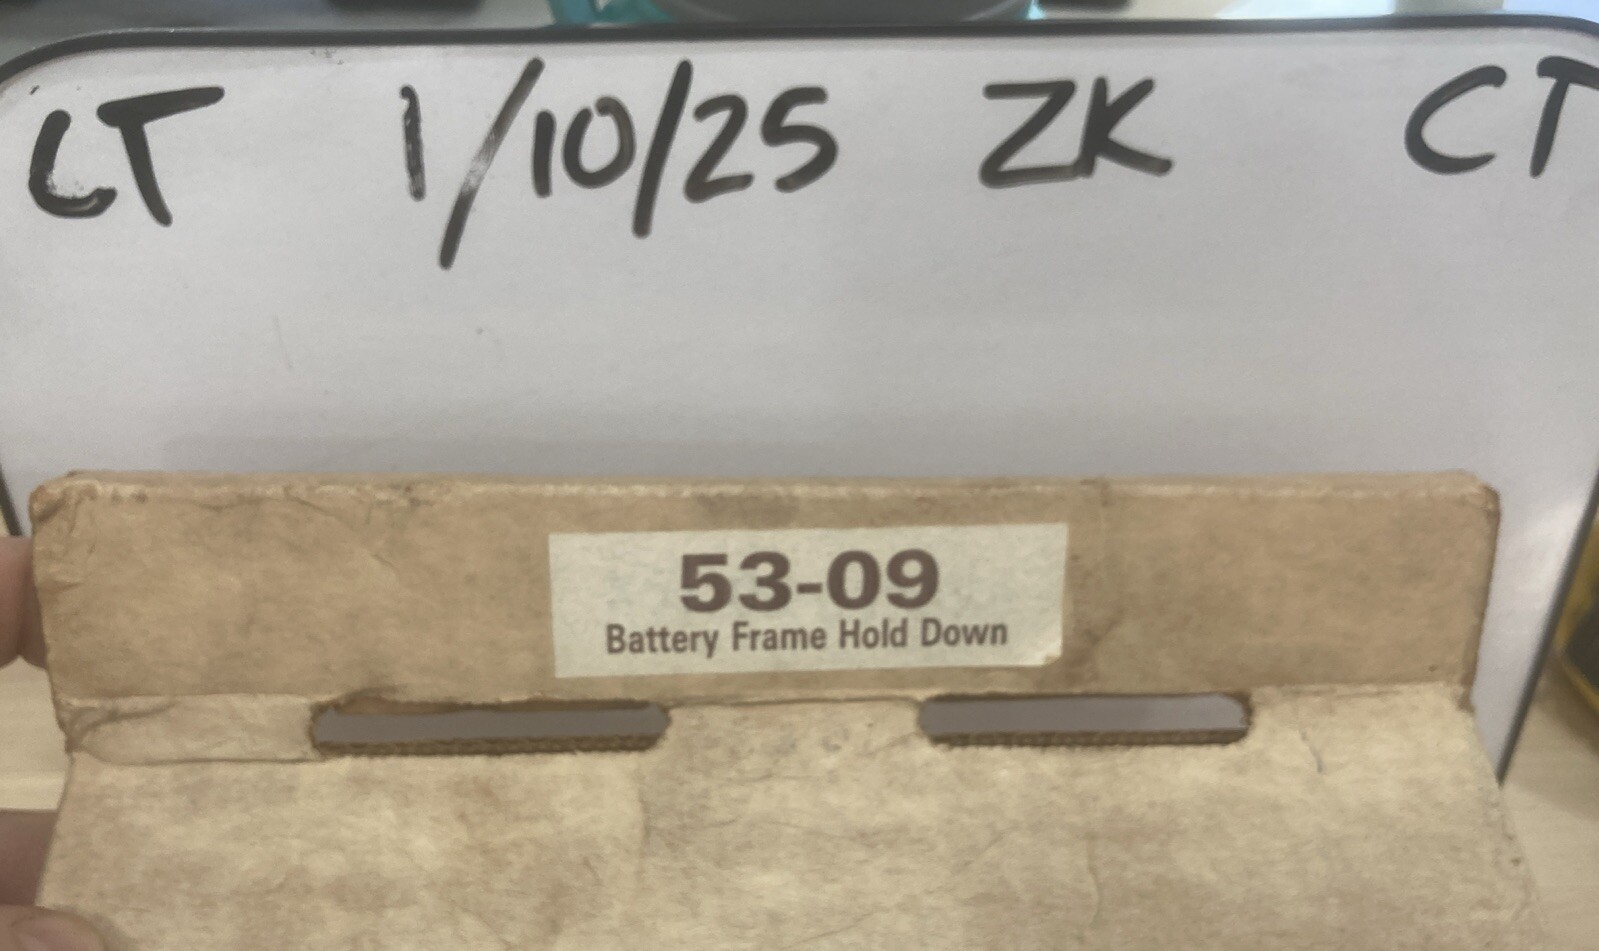 CT 1/10/25 ZK CT
53-09
Battery Frame Hold Down